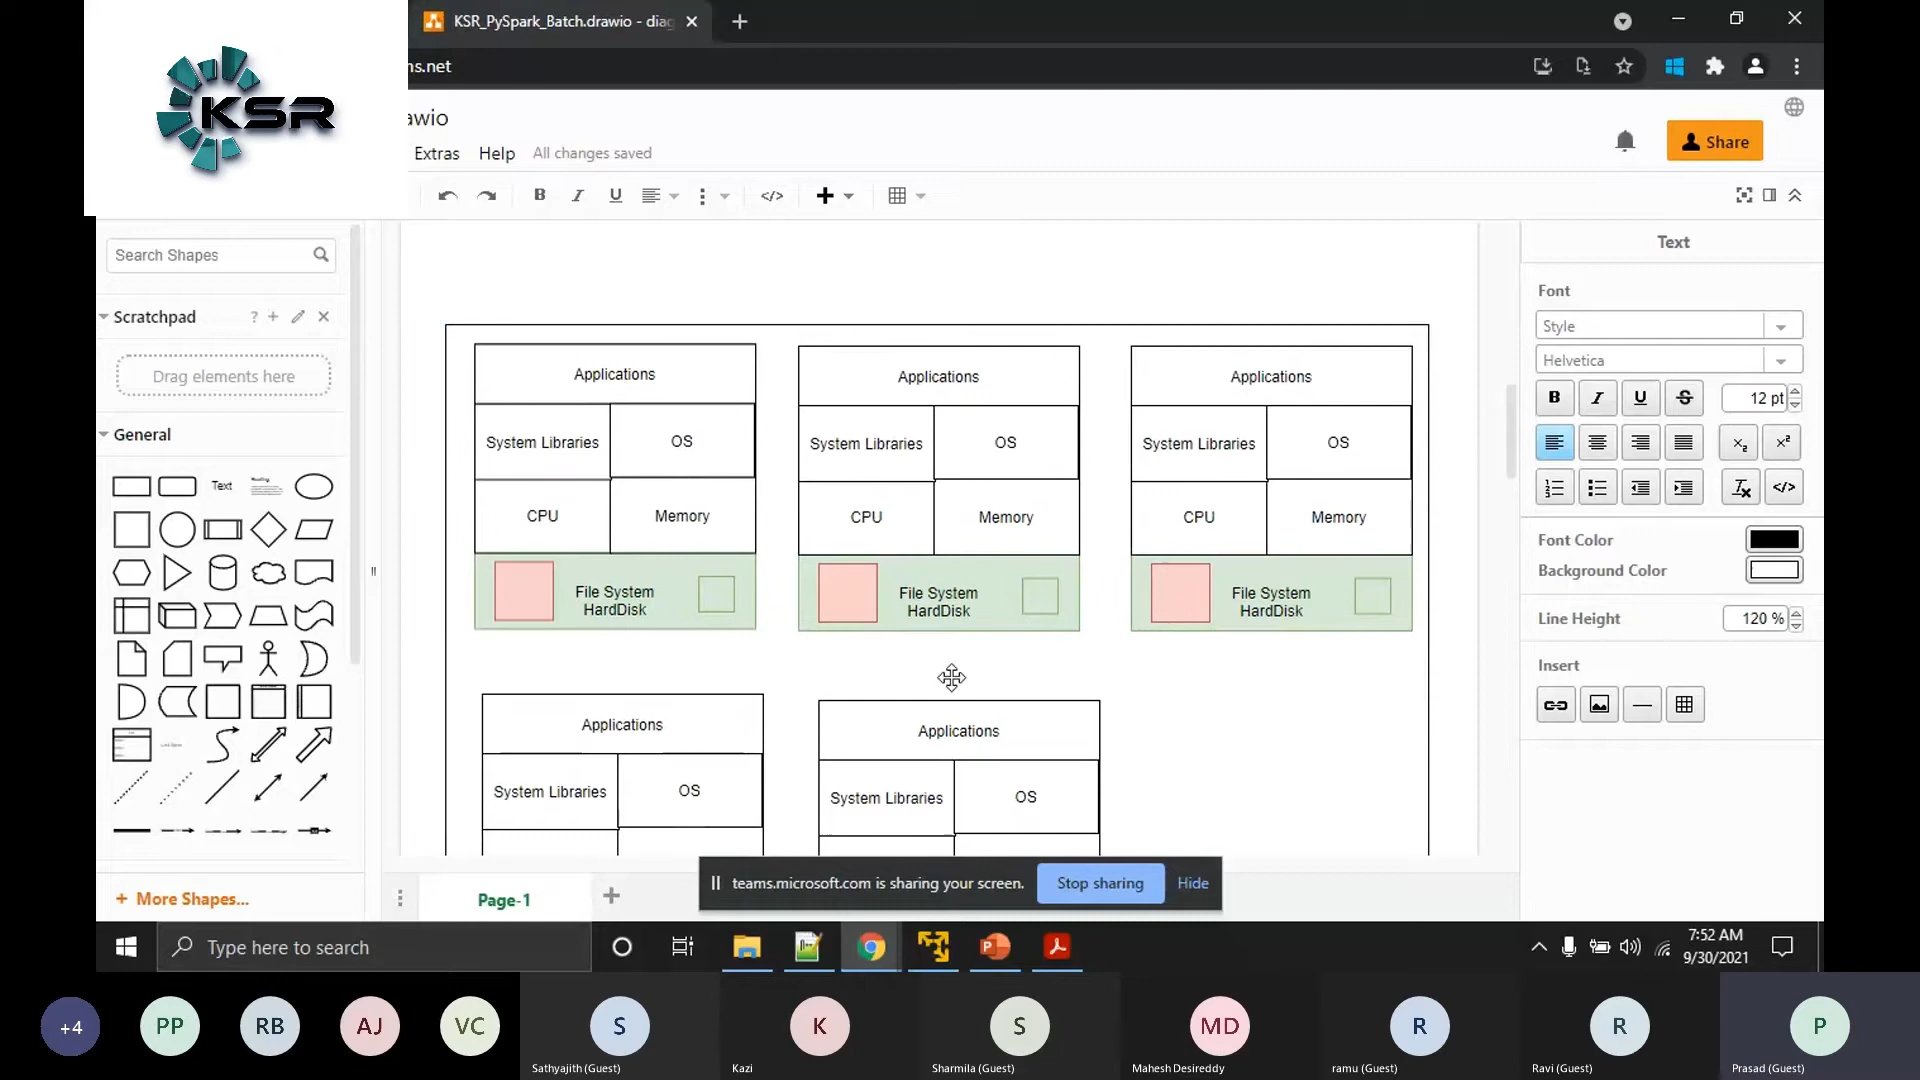 KSR
KSR_PySpark_Batch.drawio - diag
ns.net
awio
Extras Help All changes saved
Share
Search Shapes
Scratchpad
Drag elements here
General
Text
Heading
More Shapes...
Applications
System Libraries OS
CPU Memory
File System
HardDisk
Applications
System Libraries OS
CPU Memory
File System
HardDisk
Applications
System Libraries OS
CPU Memory
File System
HardDisk
Applications
System Libraries OS
Applications
System Libraries OS
Text
Font
Style
Helvetica
12 pt
Font Color
Background Color
Line Height 120 %
Insert
Page-1
teams.microsoft.com is sharing your screen. Stop sharing Hide
Type here to search
7:52 AM
9/30/2021
+4 PP RB AJ VC S K S MD R R P
Sathyajith (Guest) Kazi Sharmila (Guest) Mahesh Desireddy ramu (Guest) Ravi (Guest) Prasad (Guest)